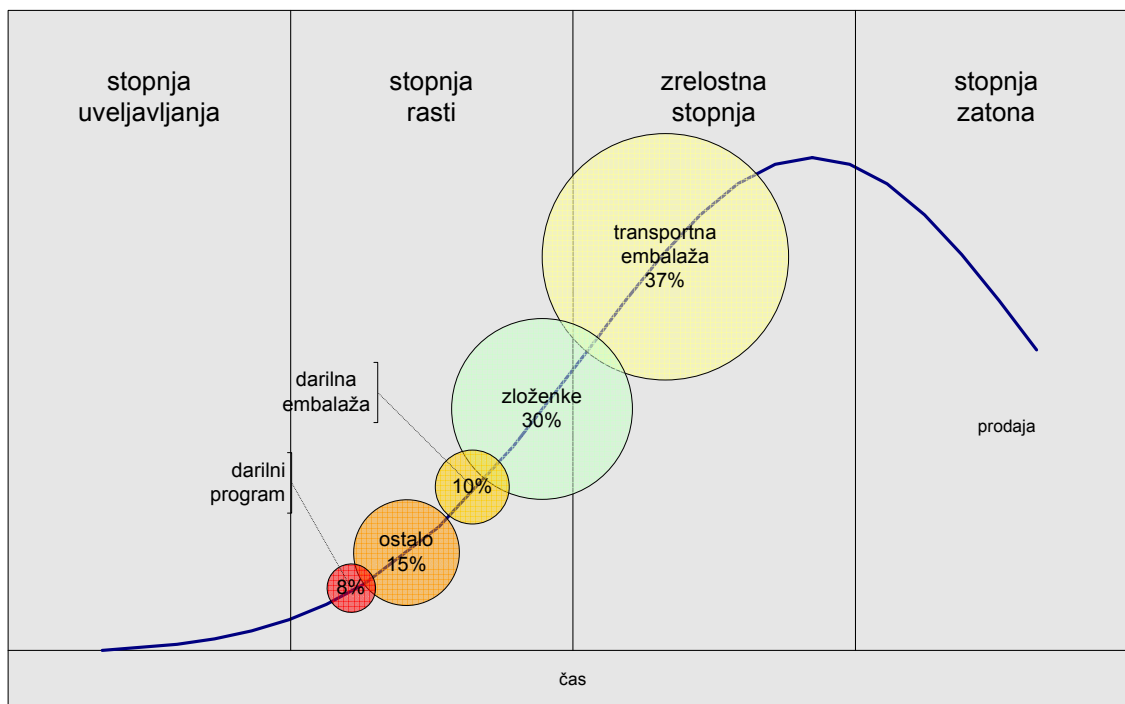 stopnja
uveljavljanja
stopnja
rasti
zrelostna
stopnja
stopnja
zatona
transportna
embalaža
37%
darilna
embalaža
zloženke
30%
prodaja
darilni
program
10%
ostalo
15%
8%
čas